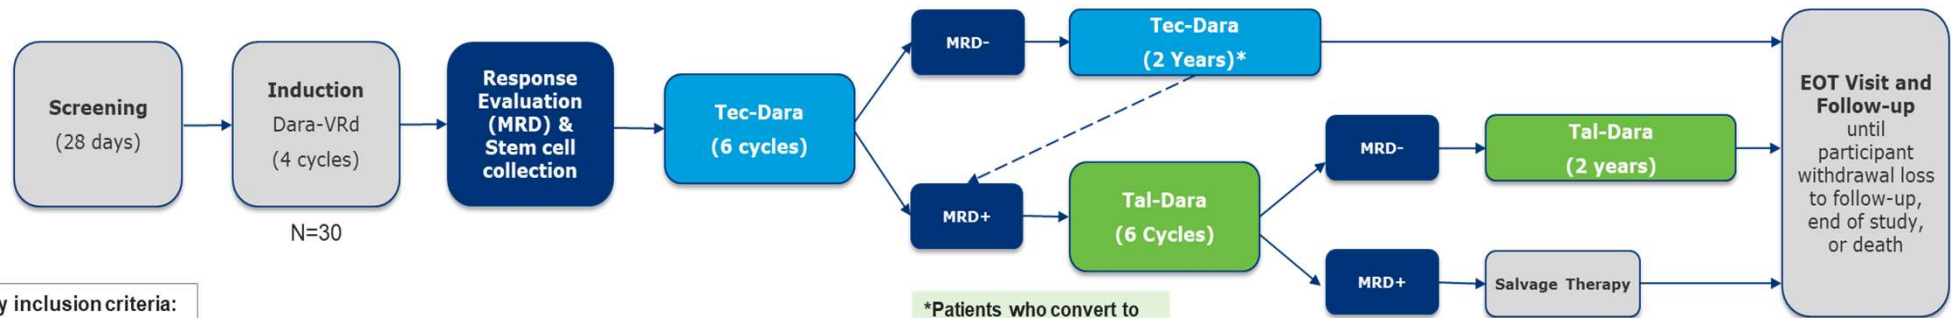 Screening
(28 days)
Induction
Dara-VRd
(4 cycles)
N=30
Response
Evaluation
(MRD) &
Stem cell
collection
Tec-Dara
(6 cycles)
MRD-
Tec-Dara
(2 Years)*
MRD+
Tal-Dara
(6 Cycles)
MRD-
Tal-Dara
(2 years)
MRD+
Salvage Therapy
EOT Visit and
Follow-up
until
participant
withdrawal loss
to follow-up,
end of study,
or death
y inclusion criteria:
*Patients who convert to